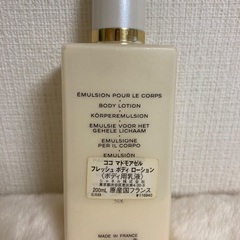 ÉMULSION POUR LE CORPS
BODY LOTION
KÖRPEREMULSION
EMULSIE VOOR HET
GEHELE LICHAAM
EMULSIONE
PER IL CORPO
EMULSIÓN
ココ マドモアゼル
フレッシュ ボディ ローション
〈ボディ用乳液〉
200mL 原産国フランス
MADE IN